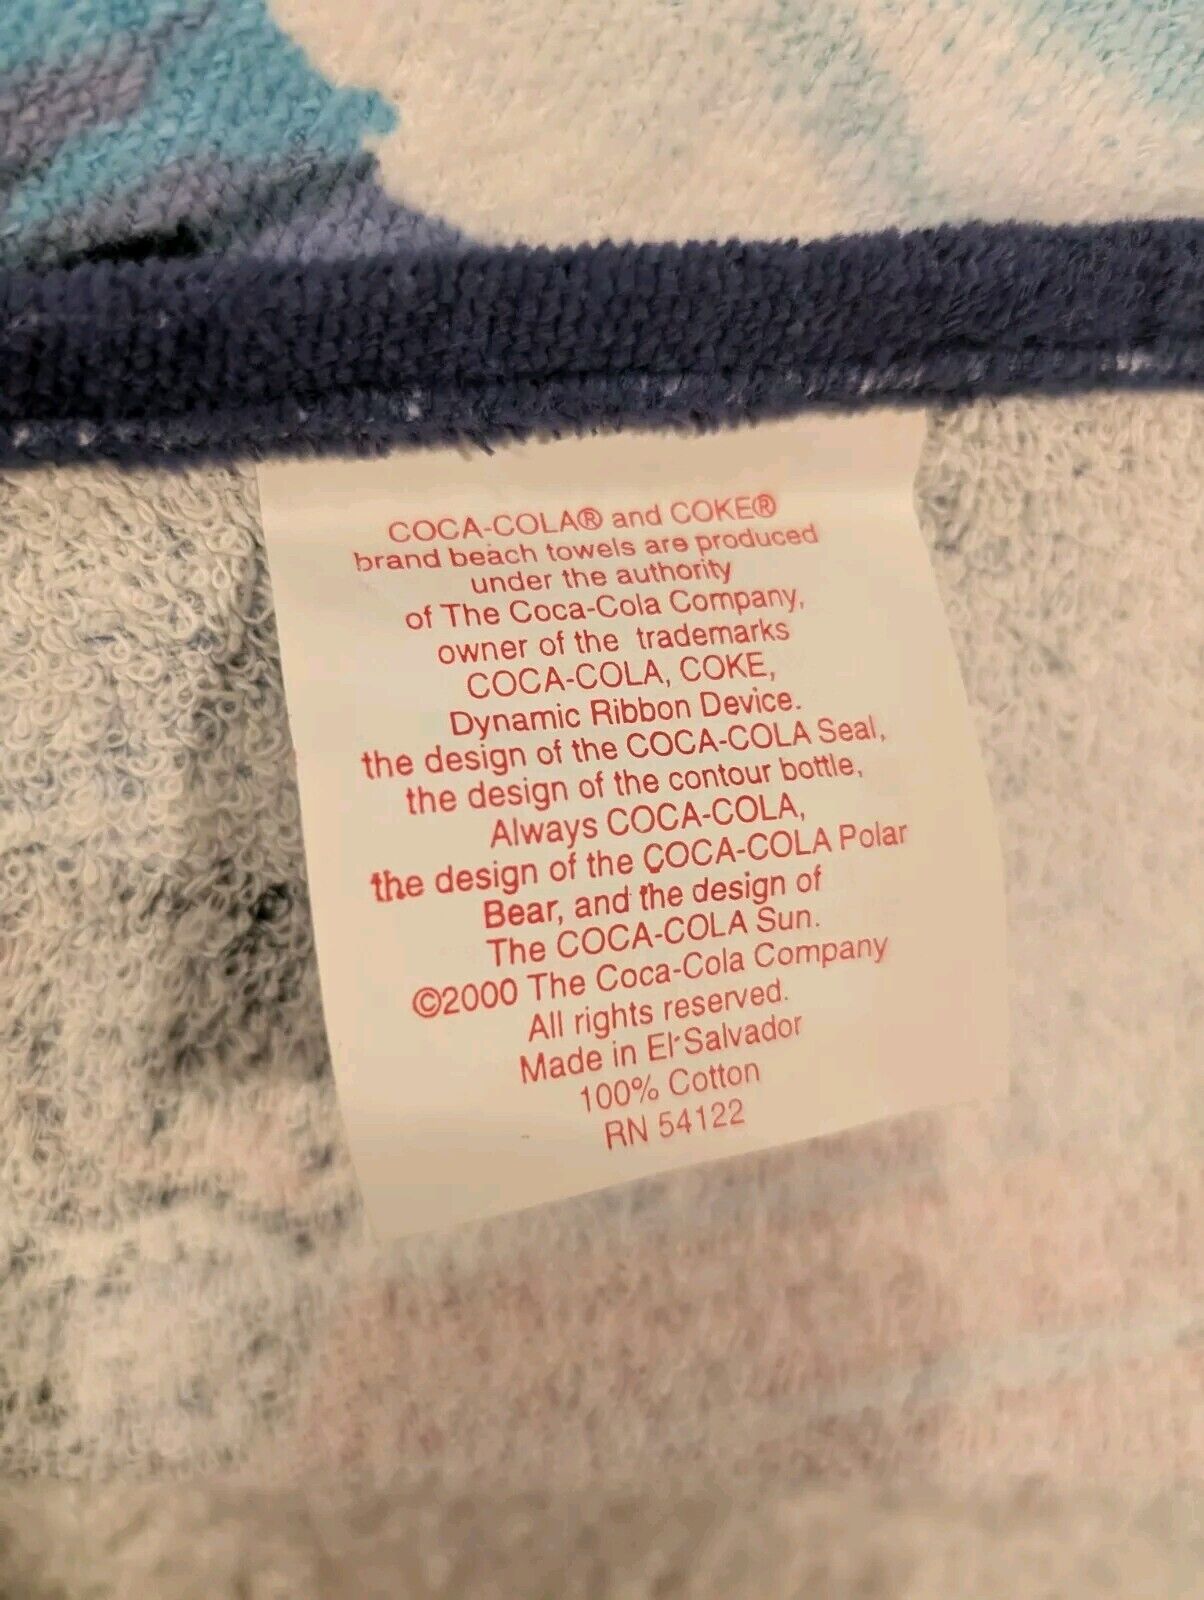 COCA-COLA® and COKE®
brand beach towels are produced
under the authority
of The Coca-Cola Company,
owner of the trademarks
COCA-COLA, COKE,
Dynamic Ribbon Device.
the design of the COCA-COLA Seal,
the design of the contour bottle,
Always COCA-COLA,
the design of the COCA-COLA Polar
Bear, and the design of
The COCA-COLA Sun.
©2000 The Coca-Cola Company
All rights reserved.
Made in El Salvador
100% Cotton
RN 54122